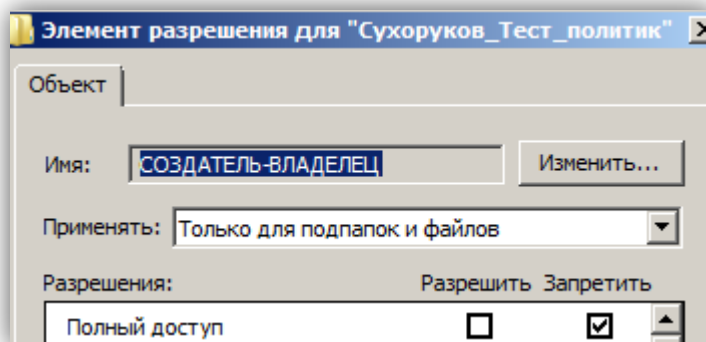 Элемент разрешения для "Сухоруков_Тест_политик"
Объект
Имя: СОЗДАТЕЛЬ-ВЛАДЕЛЕЦ Изменить...
Применять: Только для подпапок и файлов
Разрешения: Разрешить Запретить
Полный доступ